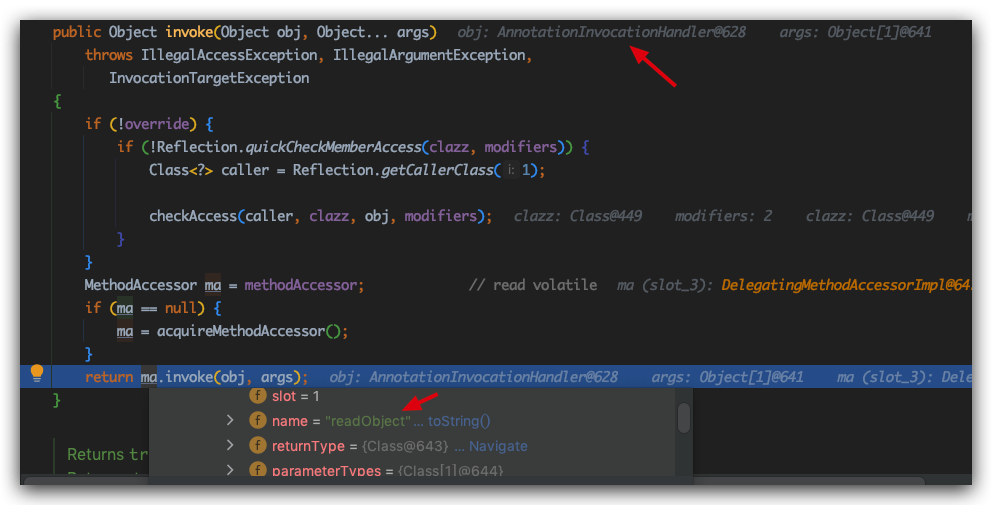 public Object invoke(Object obj, Object... args)   obj: AnnotationInvocationHandler@628   args: Object[1]@641
throws IllegalAccessException, IllegalArgumentException,
InvocationTargetException
{
if (!override) {
if (!Reflection.quickCheckMemberAccess(clazz, modifiers)) {
Class<?> caller = Reflection.getCallerClass( i: 1);
checkAccess(caller, clazz, obj, modifiers);   clazz: Class@449   modifiers: 2   clazz: Class@449
}
}
MethodAccessor ma = methodAccessor;   // read volatile   ma (slot_3): DelegatingMethodAccessorImpl@64
if (ma == null) {
ma = acquireMethodAccessor();
}
return ma.invoke(obj, args);   obj: AnnotationInvocationHandler@628   args: Object[1]@641   ma (slot_3): Dele
}
f slot = 1
f name = "readObject"... toString()
f returnType = {Class@643} ... Navigate
f parameterTypes = {Class[1]@644}
Returns tr